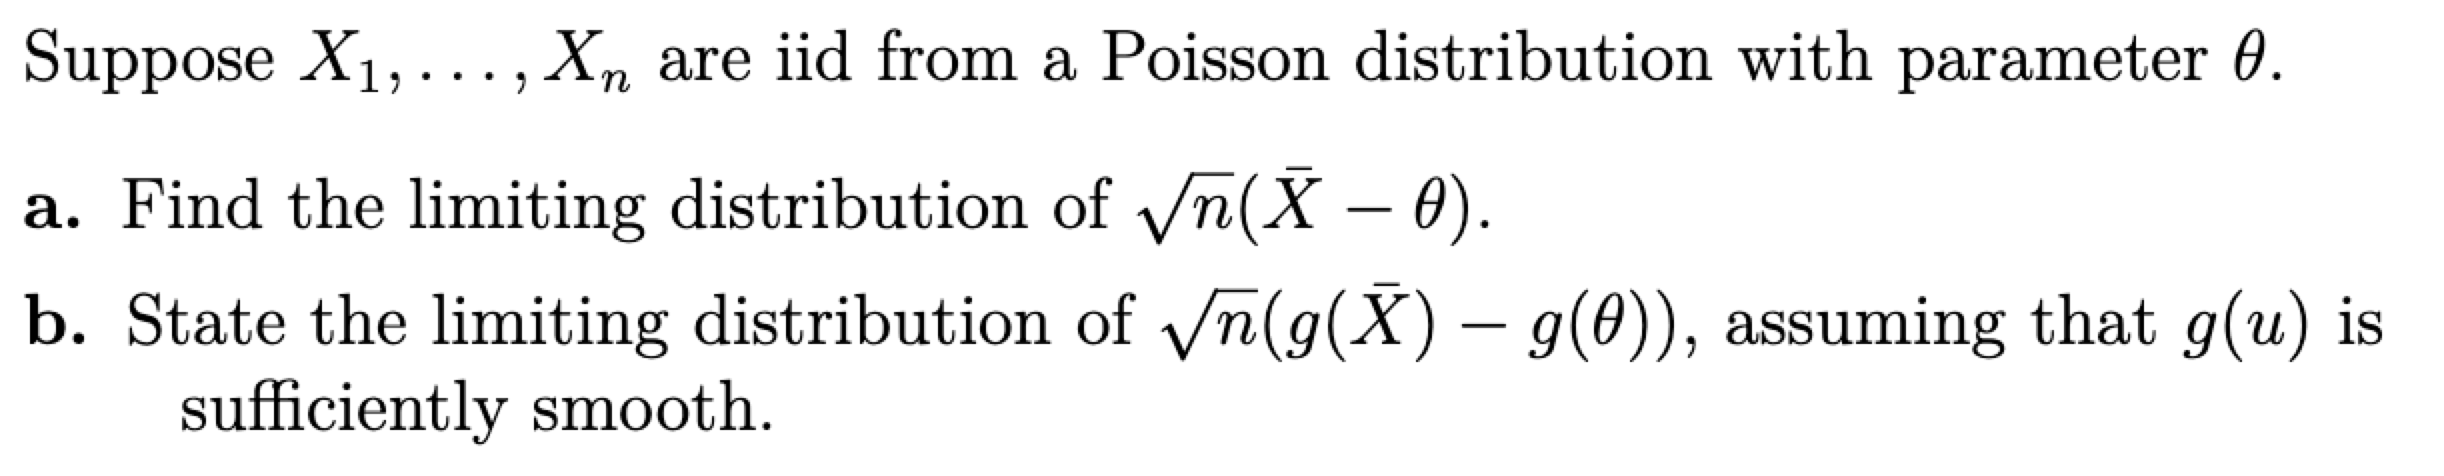 Suppose $X_1, \ldots, X_n$ are iid from a Poisson distribution with parameter $\theta$.
a. Find the limiting distribution of $\sqrt{n}(\bar{X} - \theta)$.
b. State the limiting distribution of $\sqrt{n}(g(\bar{X}) - g(\theta))$, assuming that $g(u)$ is
sufficiently smooth.